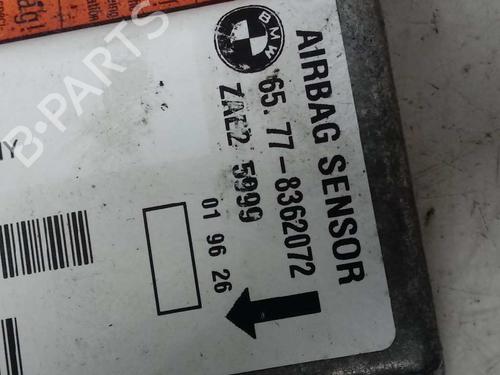 BMW
AIRBAG SENSOR
65.77-8362072
ZAE2 5999
01 96 26
B-PARTS